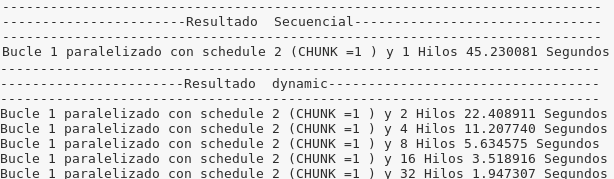 ---------------------------------------------------------------------------
-----------------------Resultado  Secuencial-------------------------------
---------------------------------------------------------------------------
Bucle 1 paralelizado con schedule 2 (CHUNK =1 ) y 1 Hilos 45.230081 Segundos
---------------------------------------------------------------------------
-----------------------Resultado  dynamic----------------------------------
---------------------------------------------------------------------------
Bucle 1 paralelizado con schedule 2 (CHUNK =1 ) y 2 Hilos 22.408911 Segundos
Bucle 1 paralelizado con schedule 2 (CHUNK =1 ) y 4 Hilos 11.207740 Segundos
Bucle 1 paralelizado con schedule 2 (CHUNK =1 ) y 8 Hilos 5.634575 Segundos
Bucle 1 paralelizado con schedule 2 (CHUNK =1 ) y 16 Hilos 3.518916 Segundos
Bucle 1 paralelizado con schedule 2 (CHUNK =1 ) y 32 Hilos 1.947307 Segundos